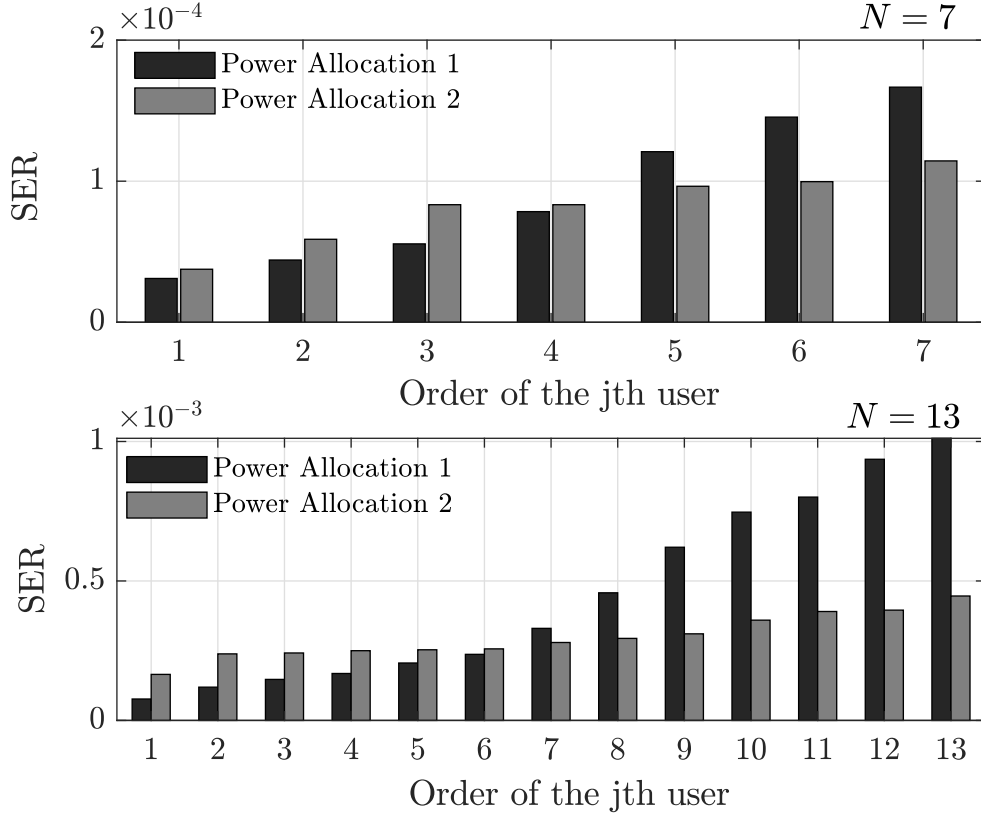 ×10⁻⁴
N = 7
2
Power Allocation 1
Power Allocation 2
SER
1
0
1 2 3 4 5 6 7
Order of the jth user
×10⁻³
N = 13
1
Power Allocation 1
Power Allocation 2
SER
0.5
0
1 2 3 4 5 6 7 8 9 10 11 12 13
Order of the jth user